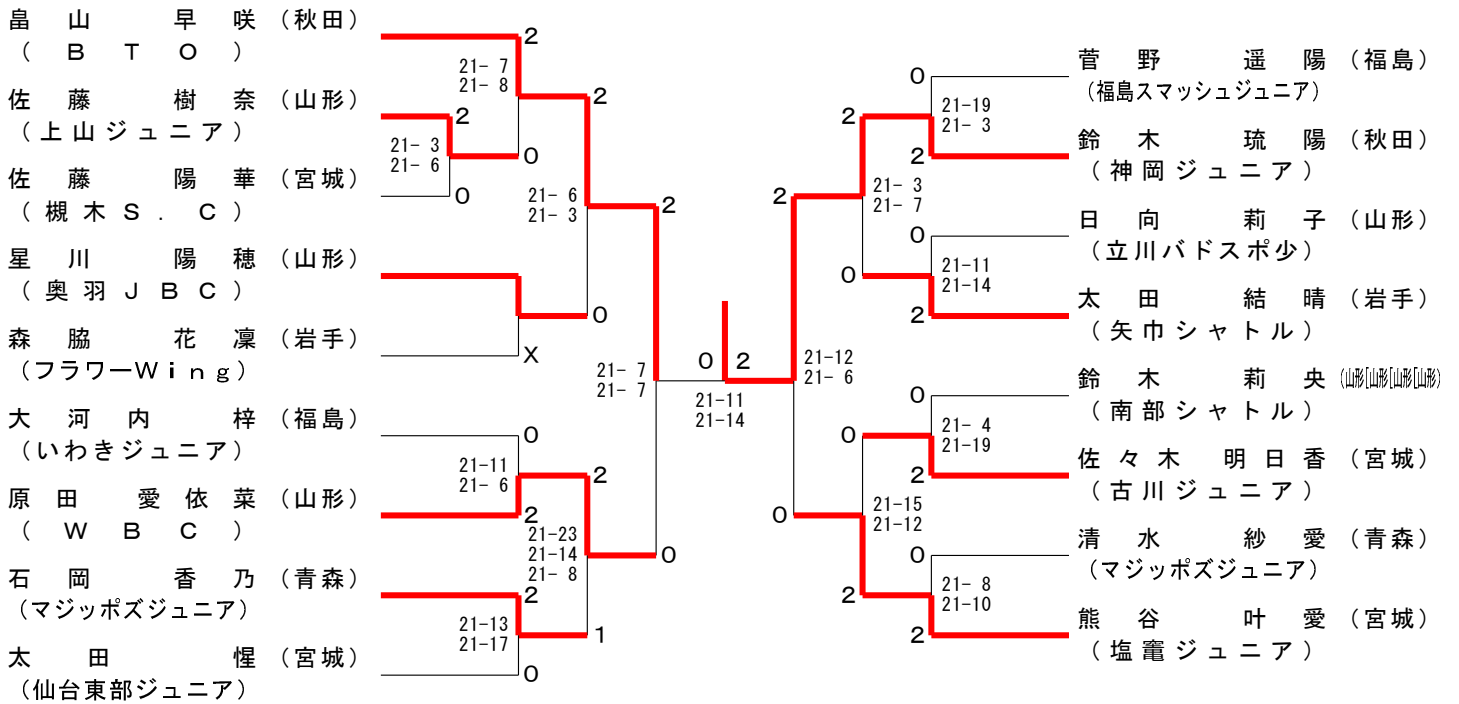 畠山 早咲 (秋田)
( B T O )
佐藤 樹奈 (山形)
(上山ジュニア)
佐藤 陽華 (宮城)
(槻木S.C)
星川 陽穂 (山形)
(奥羽JBC)
森脇 花凜 (岩手)
(フラワーWing)
大河内 梓 (福島)
(いわきジュニア)
原田 愛依菜 (山形)
( W B C )
石岡 香乃 (青森)
(マジッポズジュニア)
太田 惺 (宮城)
(仙台東部ジュニア)
2
21- 7
21- 8
2
2
21- 3
21- 6
0
0
21- 6
21- 3
2
0
X
21- 7
21- 7
0
21-11
21- 6
2
2
21-23
21-14
21- 8
0
2
21-13
21-17
1
0
0 2
21-11
21-14
2
21-12
21- 6
0
2
21- 3
21- 7
0
0
21-19
21- 3
2
0
21-11
21-14
2
0
21-15
21-12
2
0
21- 4
21-19
2
0
21- 8
21-10
2
菅野 遥陽 (福島)
(福島スマッシュジュニア)
鈴木 琉陽 (秋田)
(神岡ジュニア)
日向 莉子 (山形)
(立川バドスポ少)
太田 結晴 (岩手)
(矢巾シャトル)
鈴木 莉央 (山形[山形[山形[山形)
(南部シャトル)
佐々木 明日香 (宮城)
(古川ジュニア)
清水 紗愛 (青森)
(マジッポズジュニア)
熊谷 叶愛 (宮城)
(塩竈ジュニア)